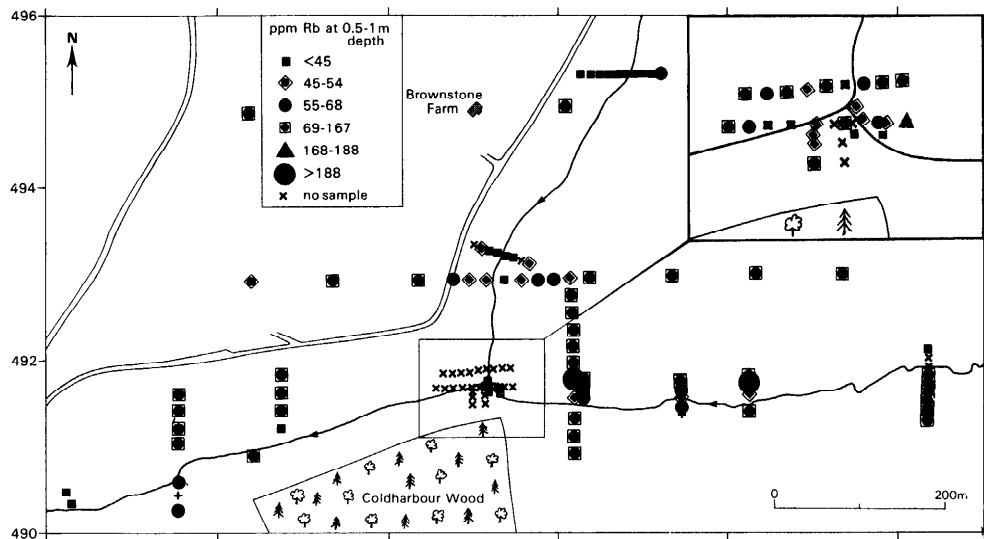 496
494
492
490
N
ppm Rb at 0.5-1m
depth
<45
45-54
55-68
69-167
168-188
>188
no sample
Brownstone
Farm
Coldharbour Wood
0 200m